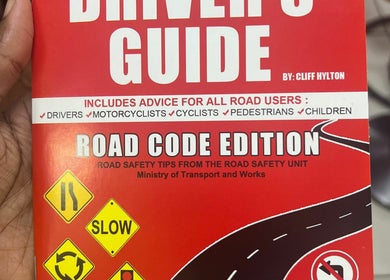 DRIVER'S
GUIDE
BY: CLIFF HYLTON
INCLUDES ADVICE FOR ALL ROAD USERS :
✓DRIVERS ✓MOTORCYCLISTS ✓CYCLISTS ✓PEDESTRIANS ✓CHILDREN
ROAD CODE EDITION
ROAD SAFETY TIPS FROM THE ROAD SAFETY UNIT
Ministry of Transport and Works
SLOW